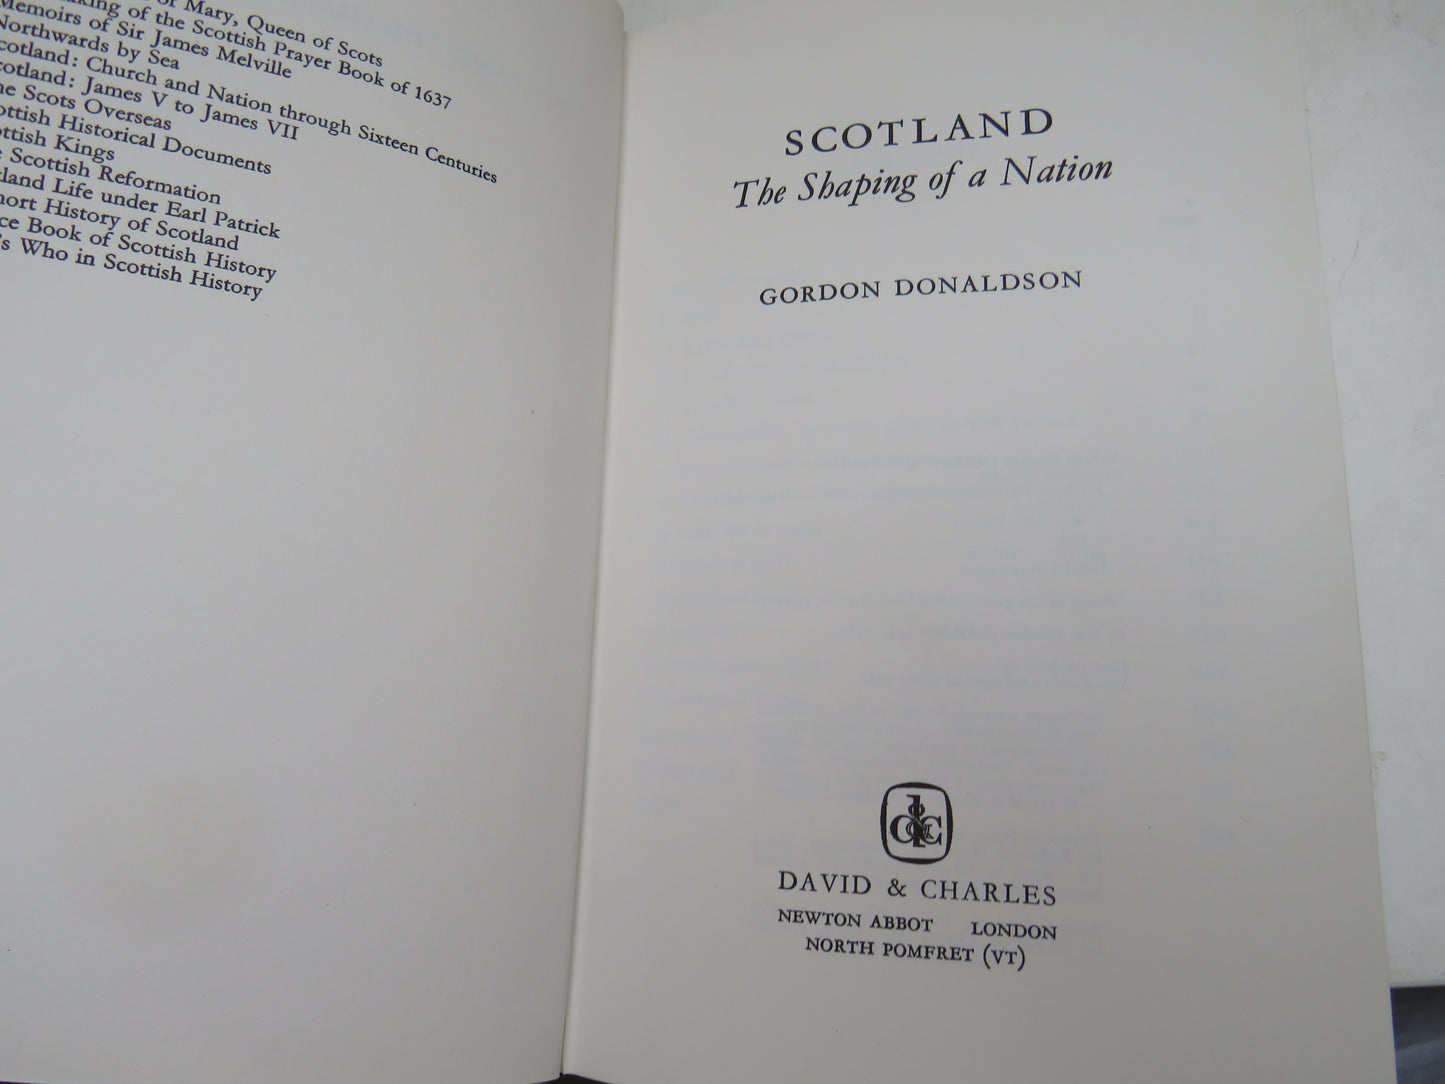 of Mary, Queen of Scots
of the Scottish Prayer Book of 1637
Memoirs of Sir James Melville
Northwards by Sea
Scotland: Church and Nation through Sixteen Centuries
Scotland: James V to James VII
Scots Overseas
Historical Documents
Kings
Scottish Reformation
Life under Earl Patrick
History of Scotland
Book of Scottish History
Who in Scottish History
SCOTLAND
The Shaping of a Nation
GORDON DONALDSON
d&c
DAVID & CHARLES
NEWTON ABBOT LONDON
NORTH POMFRET (VT)